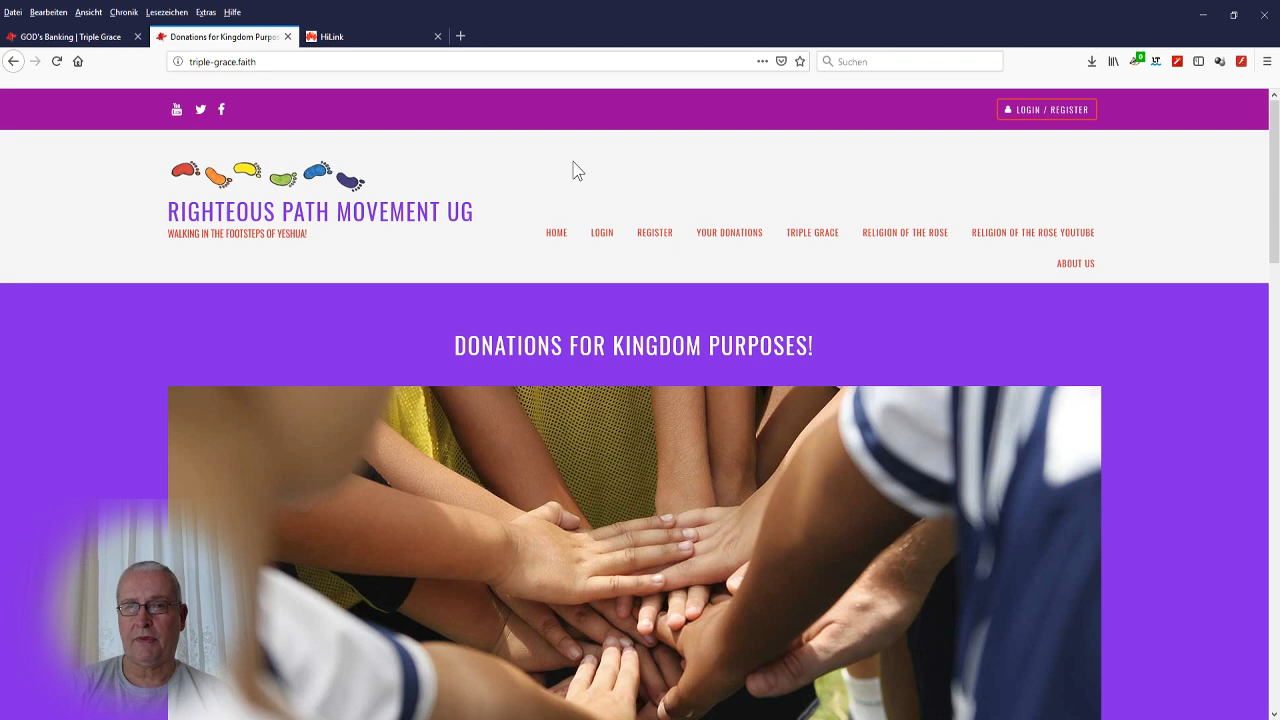 Datei Bearbeiten Ansicht Chronik Lesezeichen Extras Hilfe
GOD's Banking | Triple Grace
Donations for Kingdom Purpos
HiLink
triple-grace.faith
Suchen
You Tube
LOGIN / REGISTER
RIGHTEOUS PATH MOVEMENT UG
WALKING IN THE FOOTSTEPS OF YESHUA!
HOME LOGIN REGISTER YOUR DONATIONS TRIPLE GRACE RELIGION OF THE ROSE RELIGION OF THE ROSE YOUTUBE
ABOUT US
DONATIONS FOR KINGDOM PURPOSES!